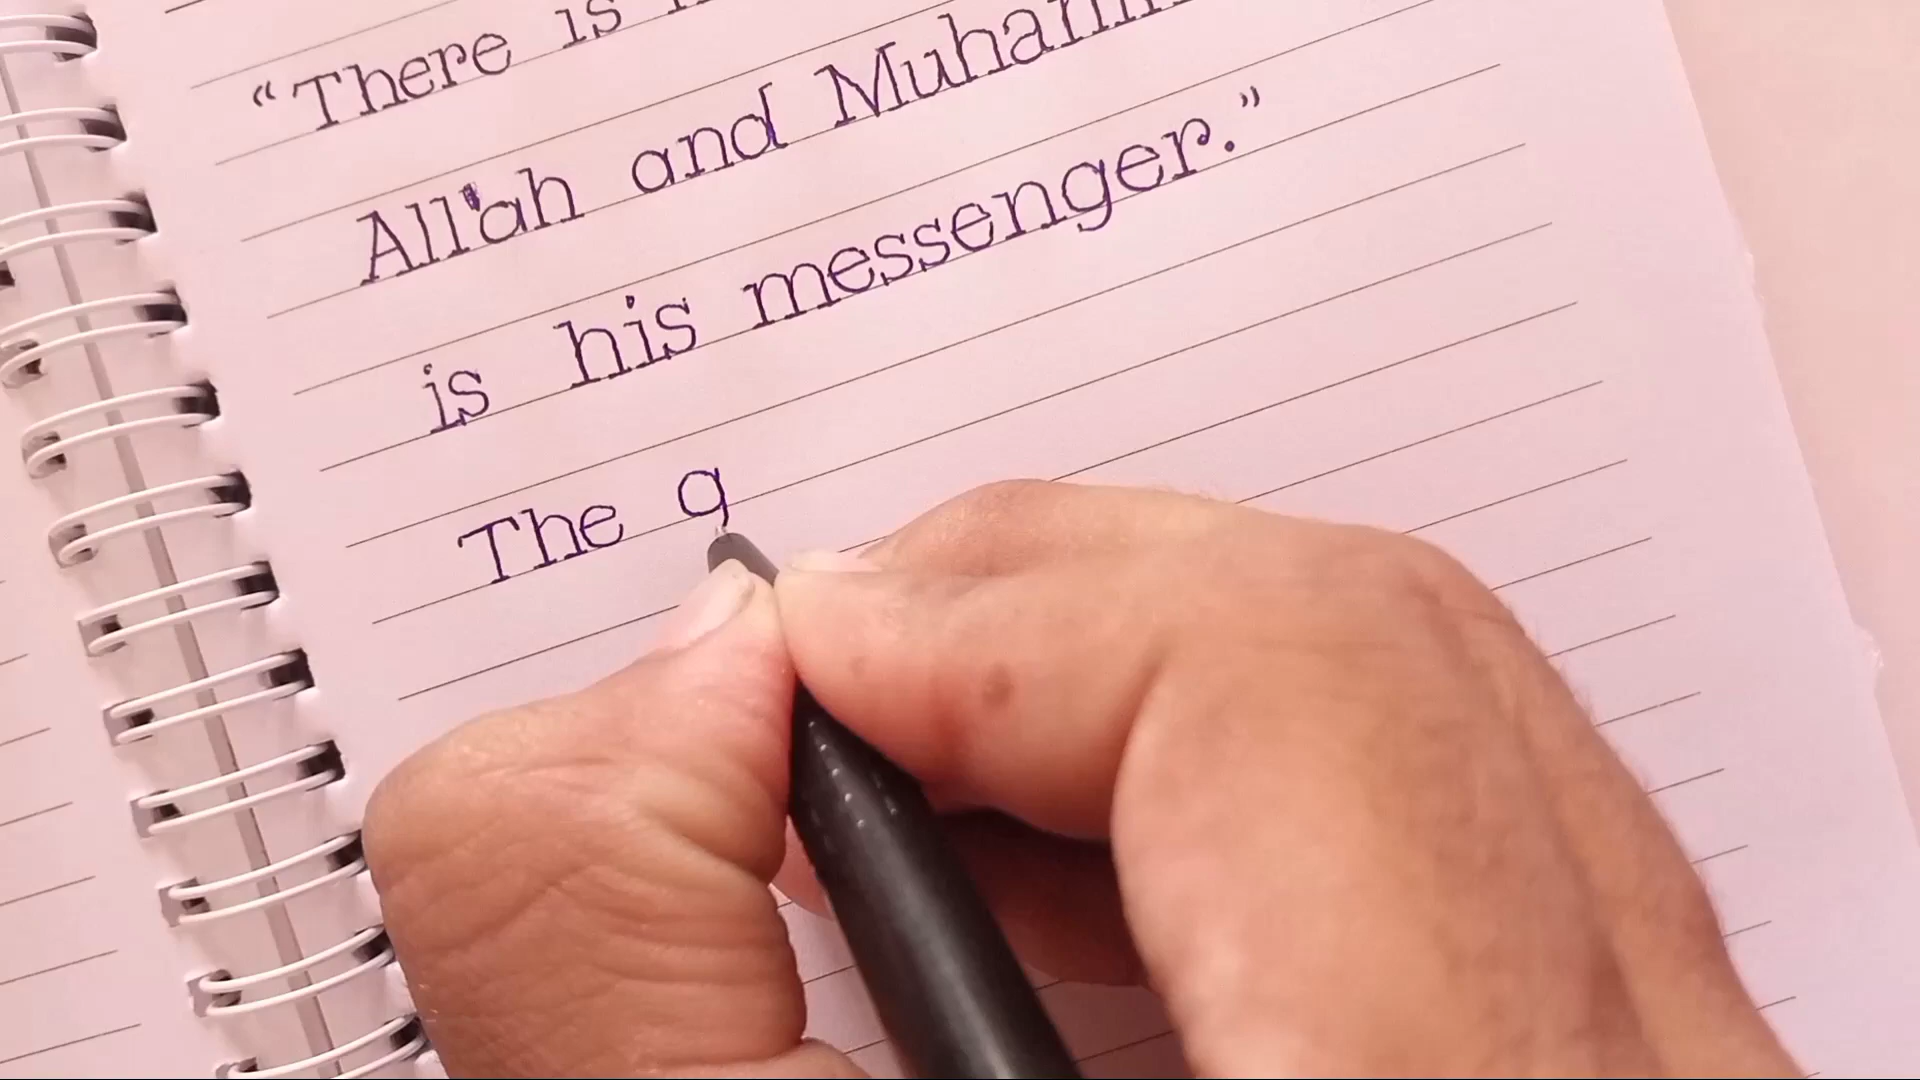 “There is
Allah and
is his messenger.”
The